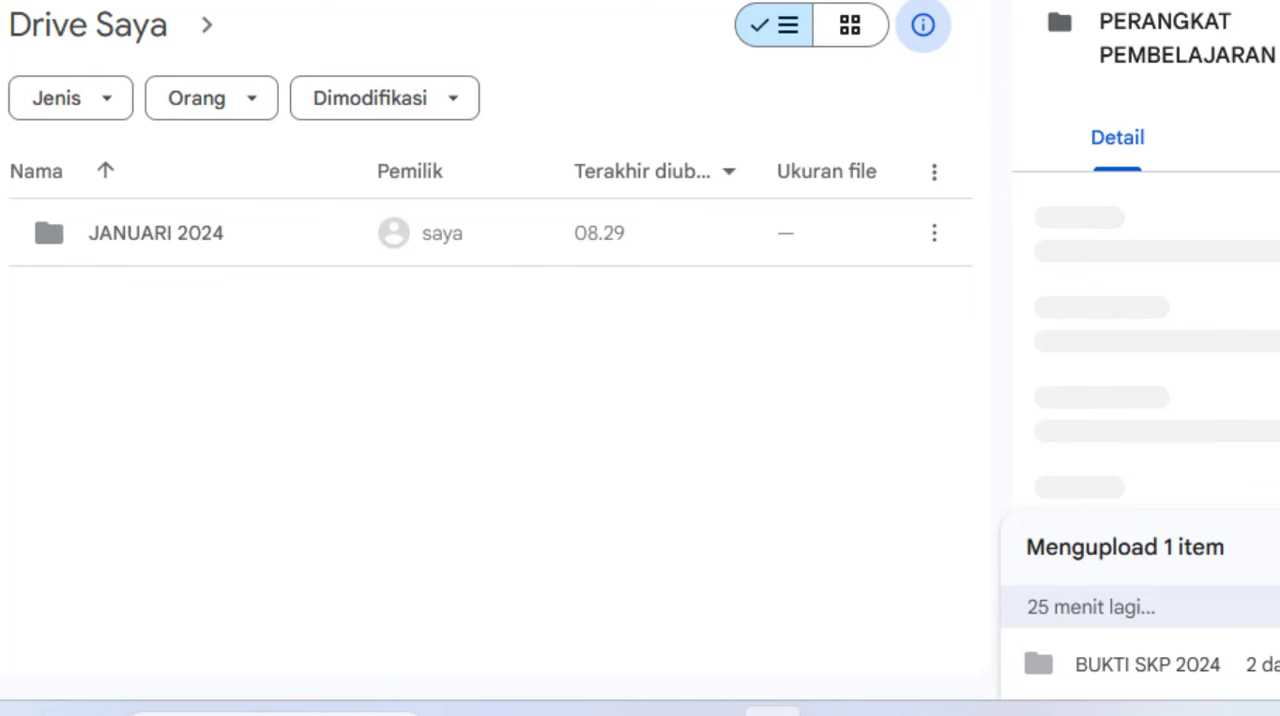 Drive Saya
Jenis
Orang
Dimodifikasi
Nama
Pemilik
Terakhir diub...
Ukuran file
JANUARI 2024
saya
08.29
—
PERANGKAT
PEMBELAJARAN
Detail
Mengupload 1 item
25 menit lagi...
BUKTI SKP 2024
2